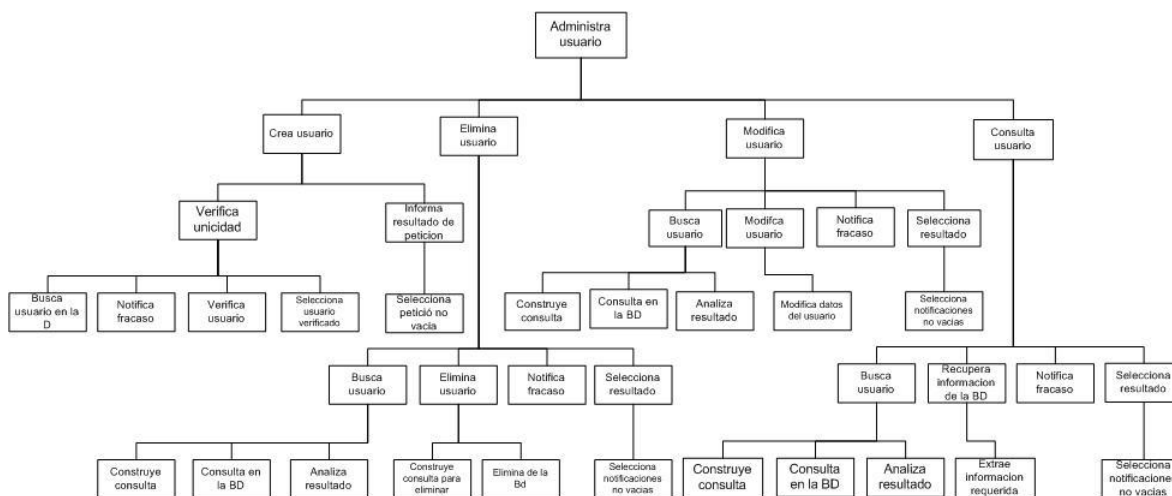 Administra
usuario
Crea usuario
Elimina
usuario
Modifica
usuario
Consulta
usuario
Verifica
unicidad
Informa
resultado de
peticion
Busca
usuario
Modifca
usuario
Notifica
fracaso
Selecciona
resultado
Busca
usuario en la
D
Notifica
fracaso
Verifica
usuario
Selecciona
usuario
verificado
Selecciona
petició no
vacia
Construye
consulta
Consulta en
la BD
Analiza
resultado
Modifica datos
del usuario
Selecciona
notificaciones
no vacias
Busca
usuario
Elimina
usuario
Notifica
fracaso
Selecciona
resultado
Busca
usuario
Recupera
informacion
de la BD
Notifica
fracaso
Selecciona
resultado
Construye
consulta
Consulta en
la BD
Analiza
resultado
Construye
consulta para
eliminar
Elimina de la
Bd
Selecciona
notificaciones
no vacias
Construye
consulta
Consulta
en la BD
Analiza
resultado
Extrae
informacion
requerida
Selecciona
notificaciones
no vacias